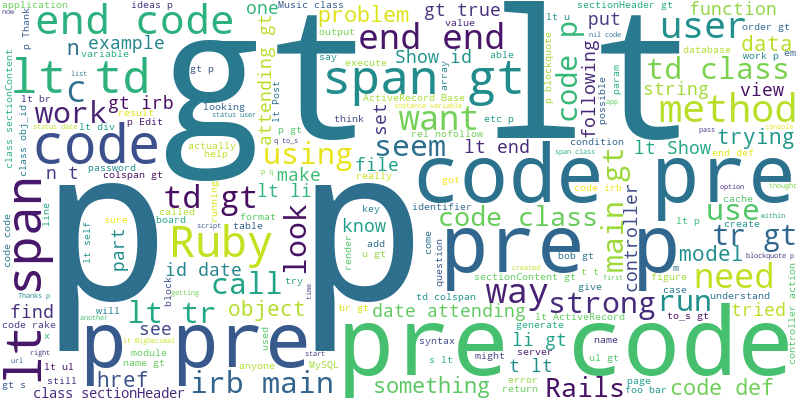 application
now
ideas p
p Thank
Music class
sectionHeader gt
end code
one
problem
gt true
value
output
lt u
put
function
order gt
nil code
n
example
variable
gt
lt
end end
user
database
work p
p em
lt td
list
gt p
say
execute
able
array
code p
p blockquote
following
possible
data
class sectionContent
lt br
C
work
gt irb
looking
attending gt
lt Post
Show id
span gt
ActiveRecord Base
instance variable
param
app
td class
string
view
method
result
status user
p Edit
lt div
think
set
want
etc p
rel nofollow
trying
console
class obj_id
status date
code
actually
help
p p gt
q to_s
seem
lt end
condition
span class
lt Show
pass
end def
password
colspan gt
using
file
really
got
code irb
option
thought
n t
span
td gt
running
lt li
make
p q
code
pre
identifier
cache
create
within
line
lt self
sure
called
board
format
script
table
key
know
code class
main gt
controller
use
lt p
tr gt
blockquote p
code code
part
Ruby
look
render
add
u gt
come
question
p
p
pre
p
model
id date
block
try
sectionContent gt
t t
bob gt
first
m
figure
case
need
Thanks p
find
will
another
lt tr
call
object
getting
time
td colspan
created
way
strong
give
run
understand
tried
controller action
code rake
x
see
used
br gt
date attending
lt ActiveRecord
generate
to_s gt
url
right
lt
p
pre
lt BigDecimal
module
name gt
anyone
start
MySQL
pre
code
syntax
li gt
server
name
gt s
still
lt ul
href
irb main
s lt
might
t lt
ul gt
error
return
page
foo bar
class sectionHeader
something
Rails
code def